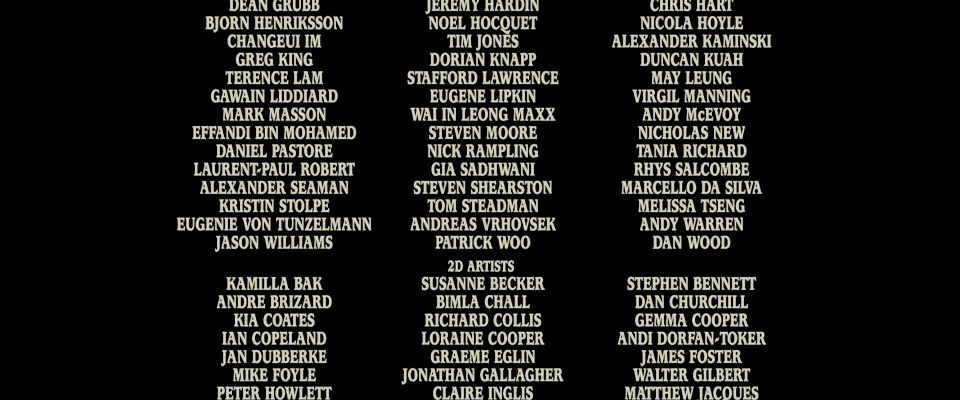 DEAN GRUBB JEREMY HARDIN CHRIS HART
BJORN HENRIKSSON NOEL HOCQUET NICOLA HOYLE
CHANGEUI IM TIM JONES ALEXANDER KAMINSKI
GREG KING DORIAN KNAPP DUNCAN KUAH
TERENCE LAM STAFFORD LAWRENCE MAY LEUNG
GAWAIN LIDDIARD EUGENE LIPKIN VIRGIL MANNING
MARK MASSON WAI IN LEONG MAXX ANDY McEVOY
EFFANDI BIN MOHAMED STEVEN MOORE NICHOLAS NEW
DANIEL PASTORE NICK RAMPLING TANIA RICHARD
LAURENT-PAUL ROBERT GIA SADHWANI RHYS SALCOMBE
ALEXANDER SEAMAN STEVEN SHEARSTON MARCELLO DA SILVA
KRISTIN STOLPE TOM STEADMAN MELISSA TSENG
EUGENIE VON TUNZELMANN ANDREAS VRHOVSEK ANDY WARREN
JASON WILLIAMS PATRICK WOO DAN WOOD
2D ARTISTS
KAMILLA BAK SUSANNE BECKER STEPHEN BENNETT
ANDRE BRIZARD BIMLA CHALL DAN CHURCHILL
KIA COATES RICHARD COLLIS GEMMA COOPER
IAN COPELAND LORAINE COOPER ANDI DORFAN-TOKER
JAN DUBBERKE GRAEME EGLIN JAMES FOSTER
MIKE FOYLE JONATHAN GALLAGHER WALTER GILBERT
PETER HOWLETT CLAIRE INGLIS MATTHEW JACQUES